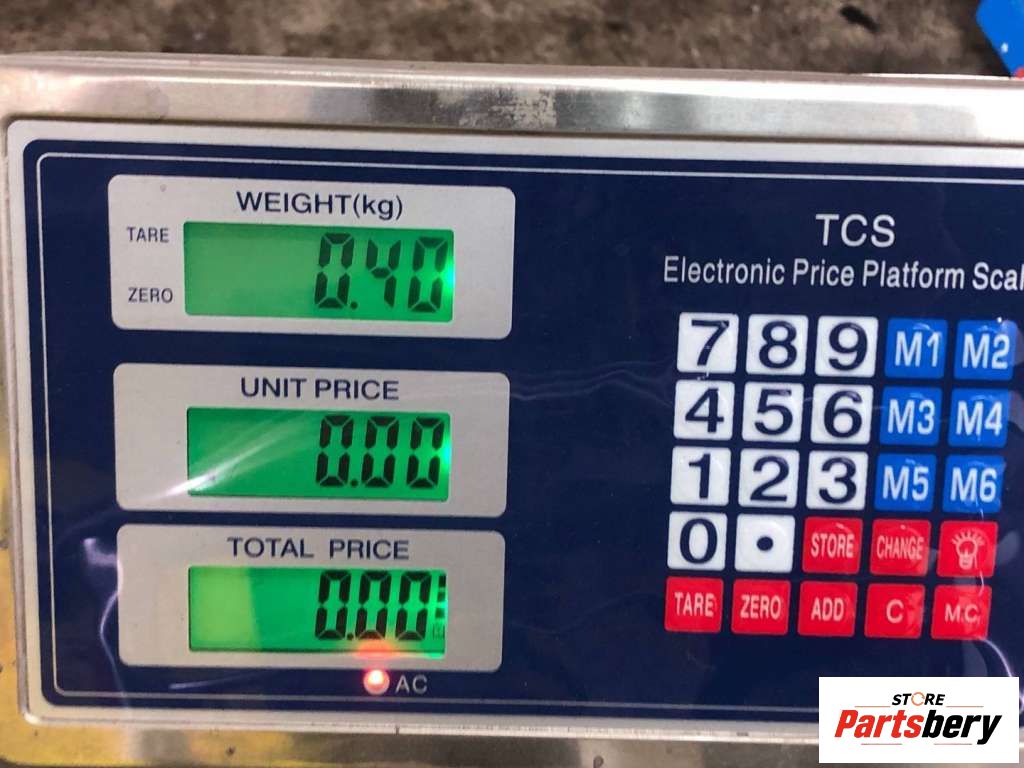 WEIGHT(kg)
TARE
0.40
ZERO
UNIT PRICE
0.00
TOTAL PRICE
0.00
AC
TCS
Electronic Price Platform Scal
7 8 9 M1 M2
4 5 6 M3 M4
1 2 3 M5 M6
0 . STORE CHANGE
TARE ZERO ADD C M.C
STORE
Partsbery